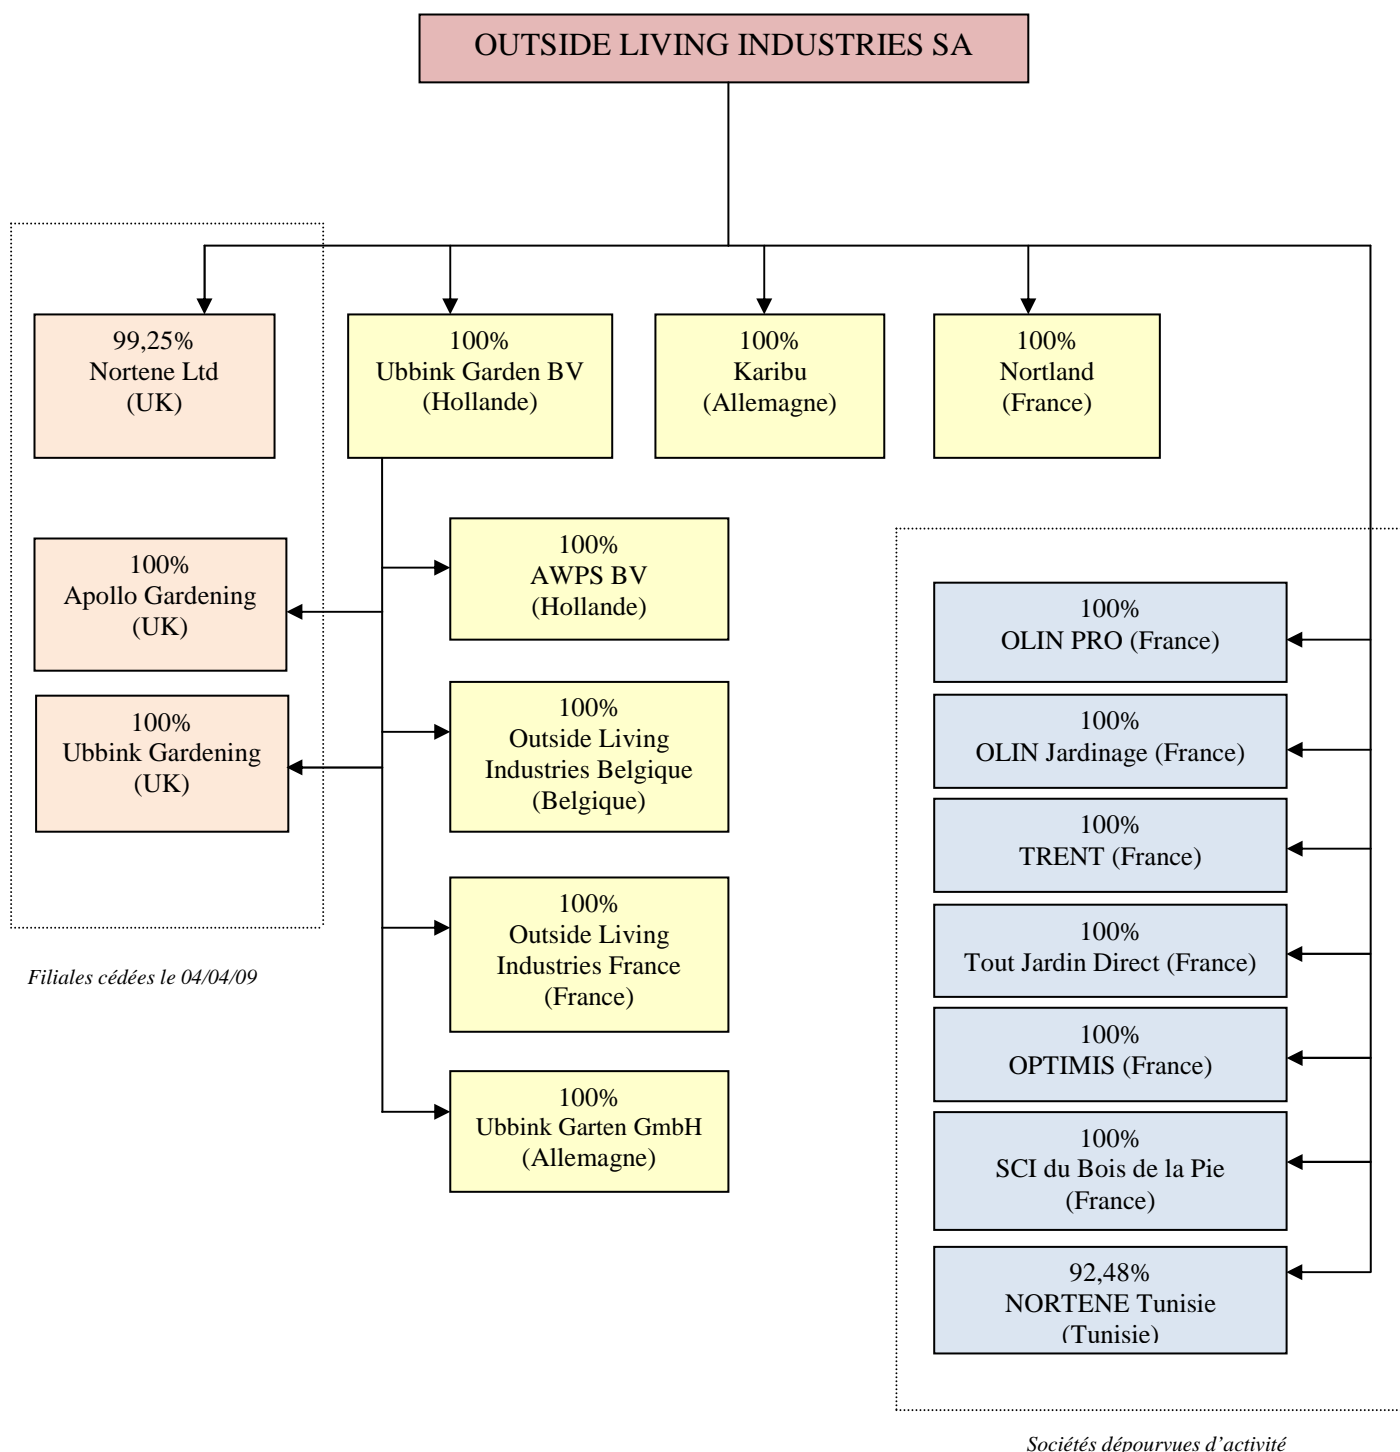 OUTSIDE LIVING INDUSTRIES SA
99,25%
Nortene Ltd
(UK)
100%
Ubbink Garden BV
(Hollande)
100%
Karibu
(Allemagne)
100%
Nortland
(France)
100%
Apollo Gardening
(UK)
100%
Ubbink Gardening
(UK)
Filiales cédées le 04/04/09
100%
AWPS BV
(Hollande)
100%
Outside Living
Industries Belgique
(Belgique)
100%
Outside Living
Industries France
(France)
100%
Ubbink Garten GmbH
(Allemagne)
100%
OLIN PRO (France)
100%
OLIN Jardinage (France)
100%
TRENT (France)
100%
Tout Jardin Direct (France)
100%
OPTIMIS (France)
100%
SCI du Bois de la Pie
(France)
92,48%
NORTENE Tunisie
(Tunisie)
Sociétés dépourvues d’activité